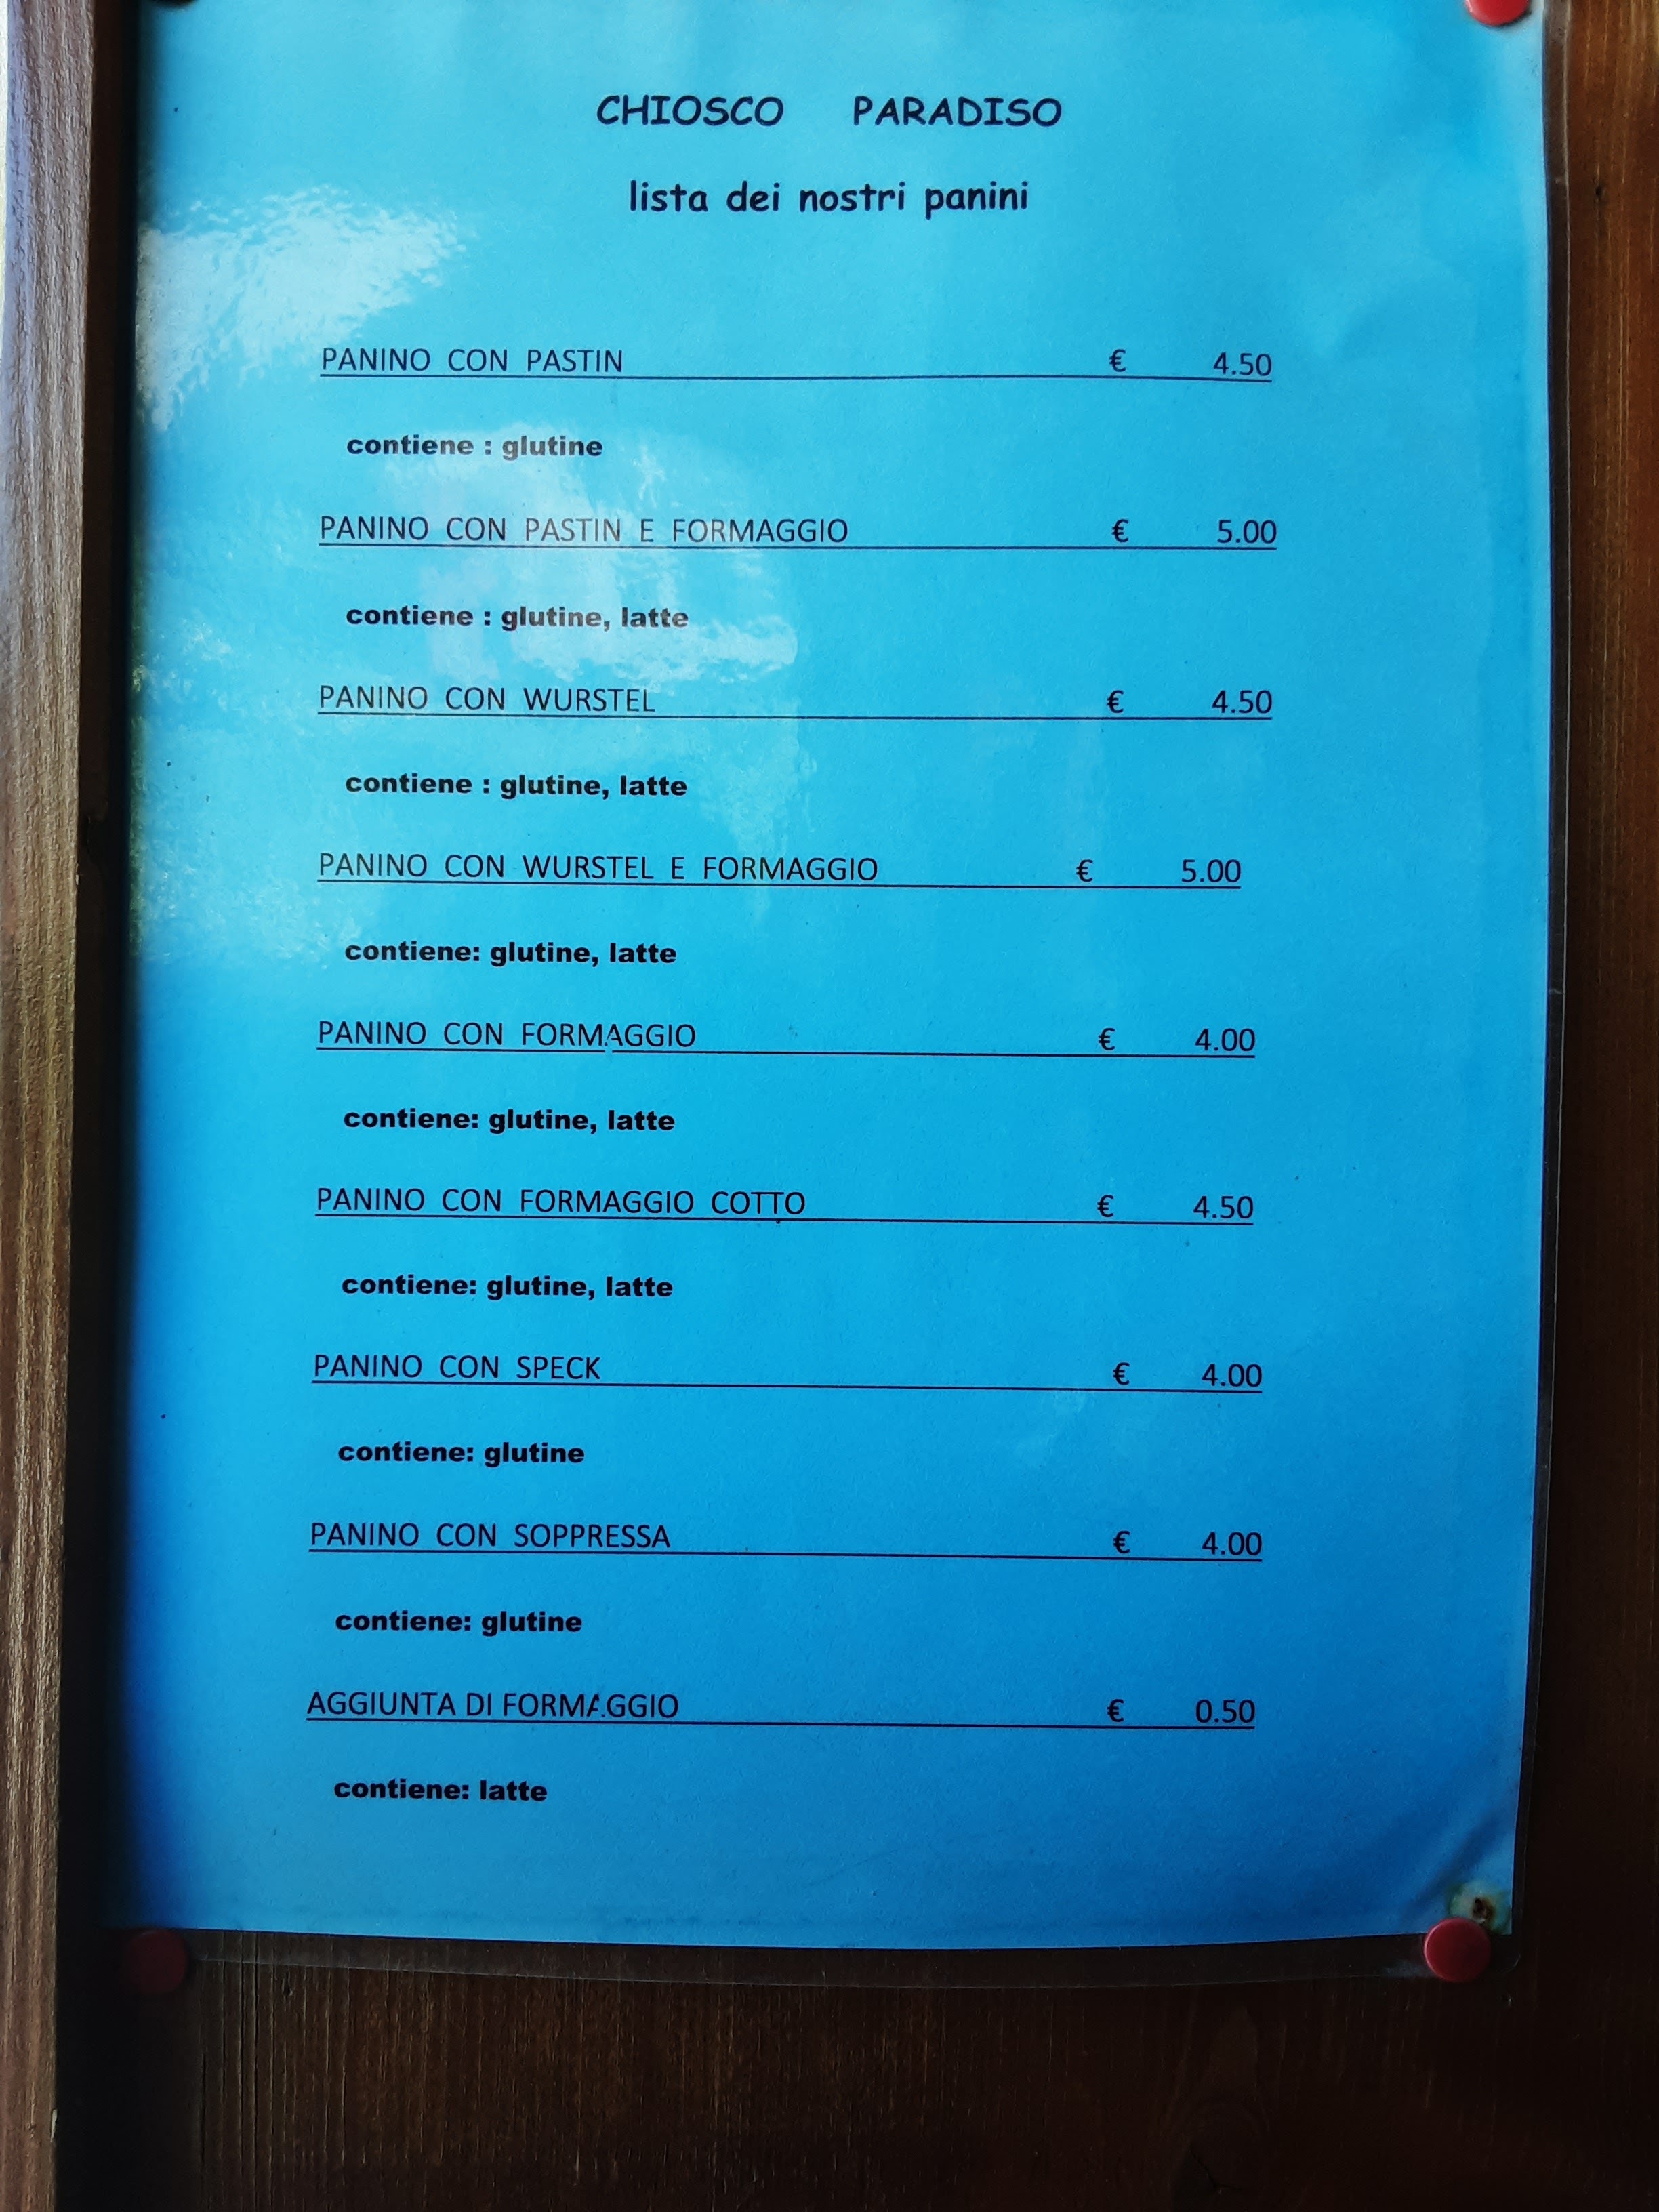 CHIOSCO PARADISO
lista dei nostri panini
PANINO CON PASTIN € 4.50
contiene : glutine
PANINO CON PASTIN E FORMAGGIO € 5.00
contiene : glutine, latte
PANINO CON WURSTEL € 4.50
contiene : glutine, latte
PANINO CON WURSTEL E FORMAGGIO € 5.00
contiene: glutine, latte
PANINO CON FORMAGGIO € 4.00
contiene: glutine, latte
PANINO CON FORMAGGIO COTTO € 4.50
contiene: glutine, latte
PANINO CON SPECK € 4.00
contiene: glutine
PANINO CON SOPPRESSA € 4.00
contiene: glutine
AGGIUNTA DI FORMAGGIO € 0.50
contiene: latte